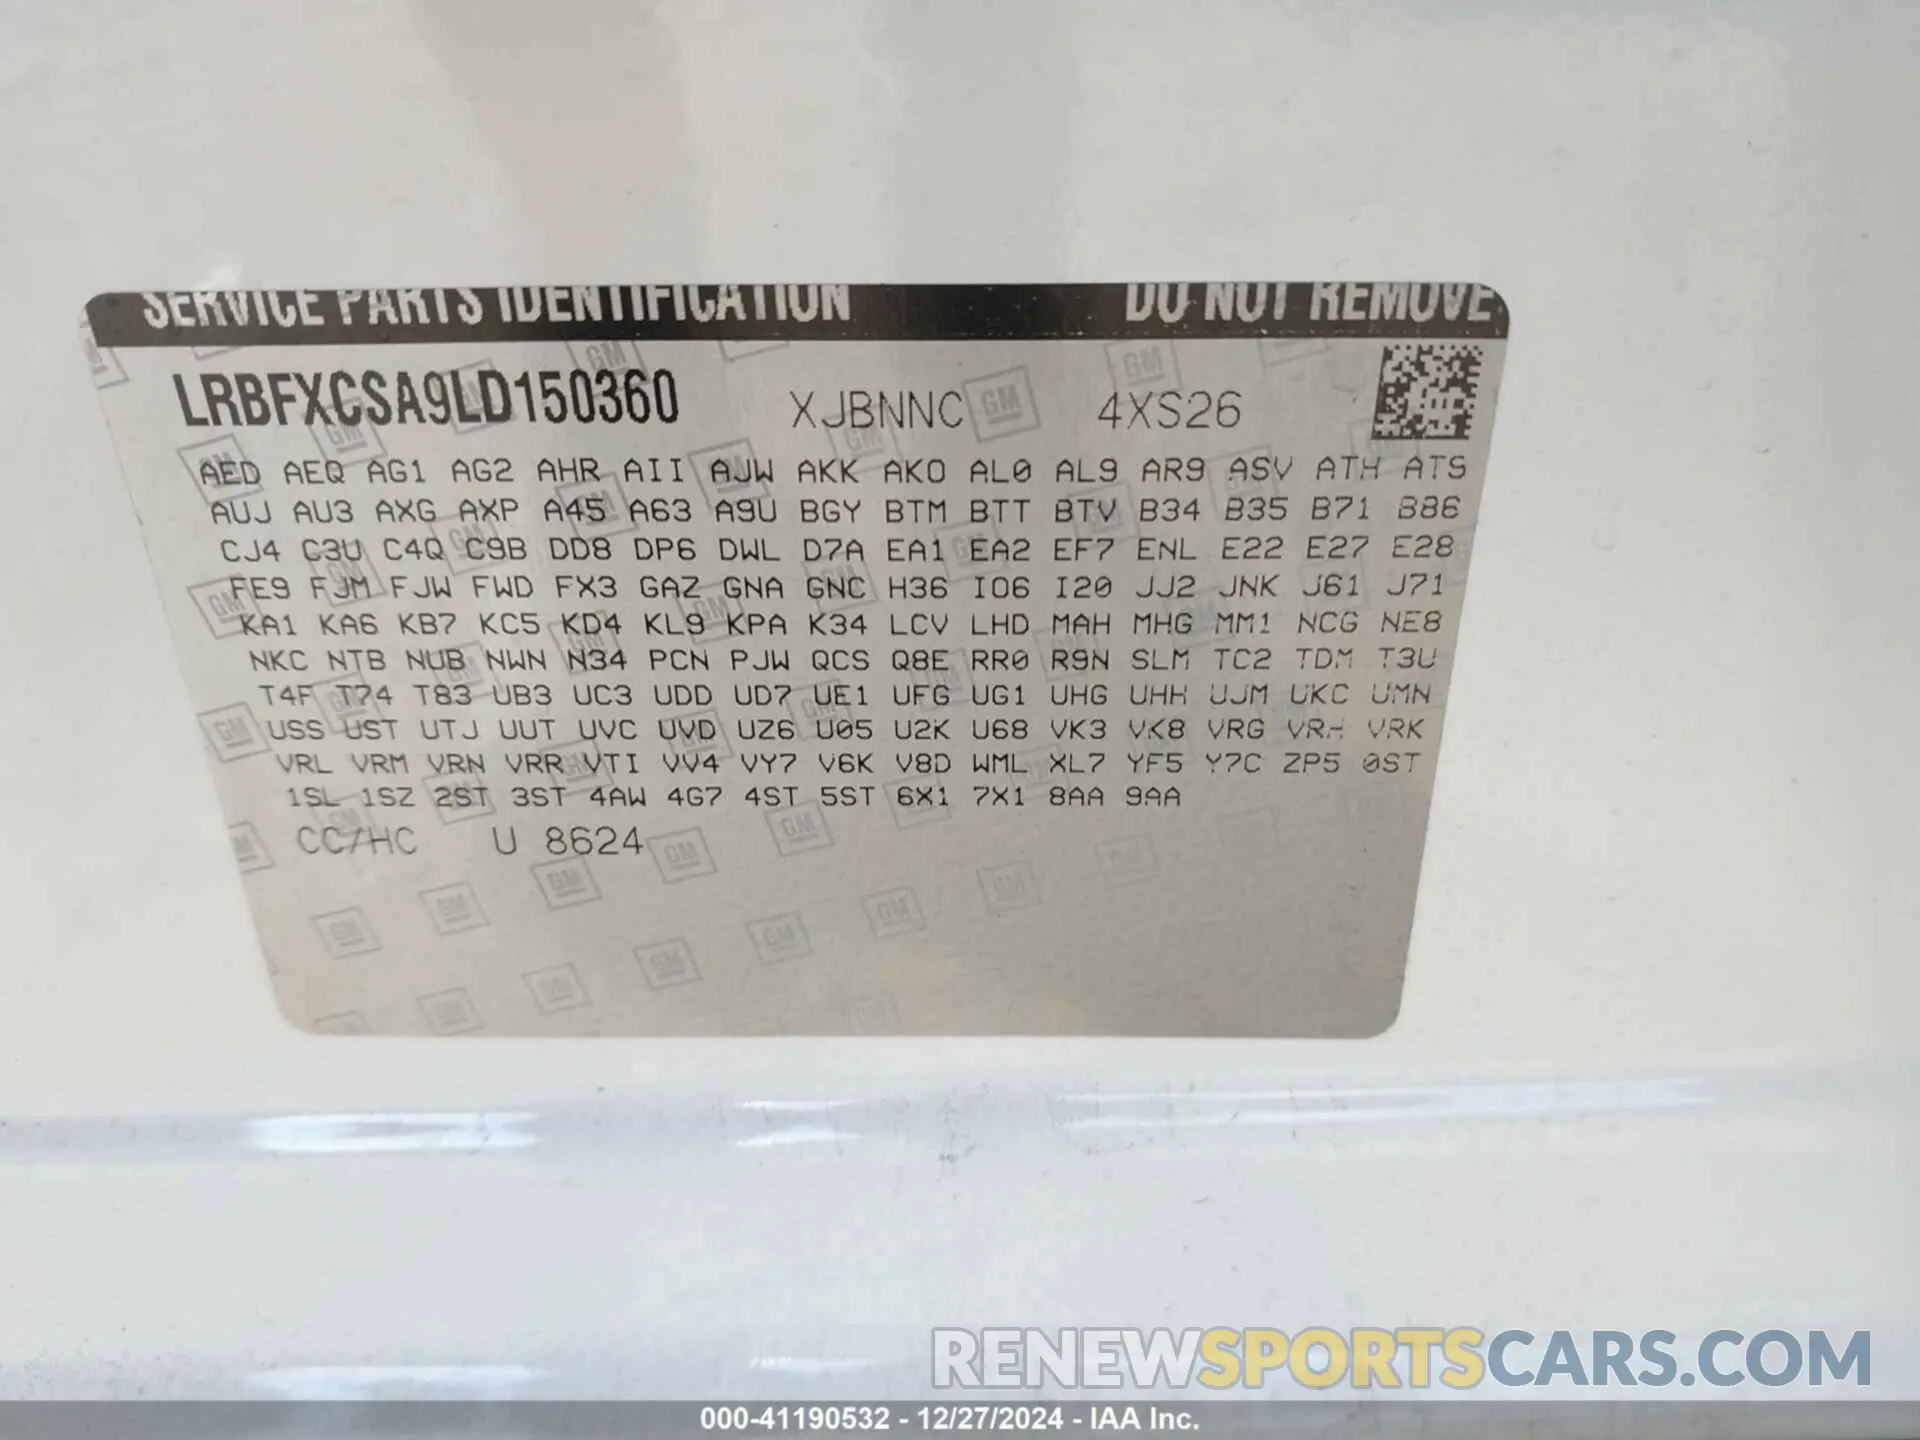 SERVICE PARTS IDENTIFICATION DO NOT REMOVE
LRBFXCSA9LD150360 XJBNNC 4XS26
AED AEQ AG1 AG2 AHR AII AJW AKK AKO AL0 AL9 AR9 ASV ATH ATS
AUJ AU3 AXG AXP A45 A63 A9U BGY BTM BTT BTV B34 B35 B71 B86
CJ4 C3U C4Q C9B DD8 DP6 DWL D7A EA1 EA2 EF7 ENL E22 E27 E28
FE9 FJM FJW FWD FX3 GAZ GNA GNC H36 IO6 I20 JJ2 JNK J61 J71
KA1 KA6 KB7 KC5 KD4 KL9 KPA K34 LCV LHD MAH MHG MM1 NCG NE8
NKC NTB NUB NWN N34 PCN PJW QCS Q8E RR0 R9N SLM TC2 TDM T3U
T4F T74 T83 UB3 UC3 UDD UD7 UE1 UFG UG1 UHG UHH UJM UKC UMN
USS UST UTJ UUT UVC UVD UZ6 U05 U2K U68 VK3 VK8 VRG VRH VRK
VRL VRM VRN VRR VTI VV4 VY7 V6K V8D WML XL7 YF5 Y7C ZP5 0ST
1SL 1SZ 2ST 3ST 4AW 4G7 4ST 5ST 6X1 7X1 8AA 9AA
CC/HC U 8624
RENEWSPORTSCARS.COM
000-41190532 - 12/27/2024 - IAA Inc.